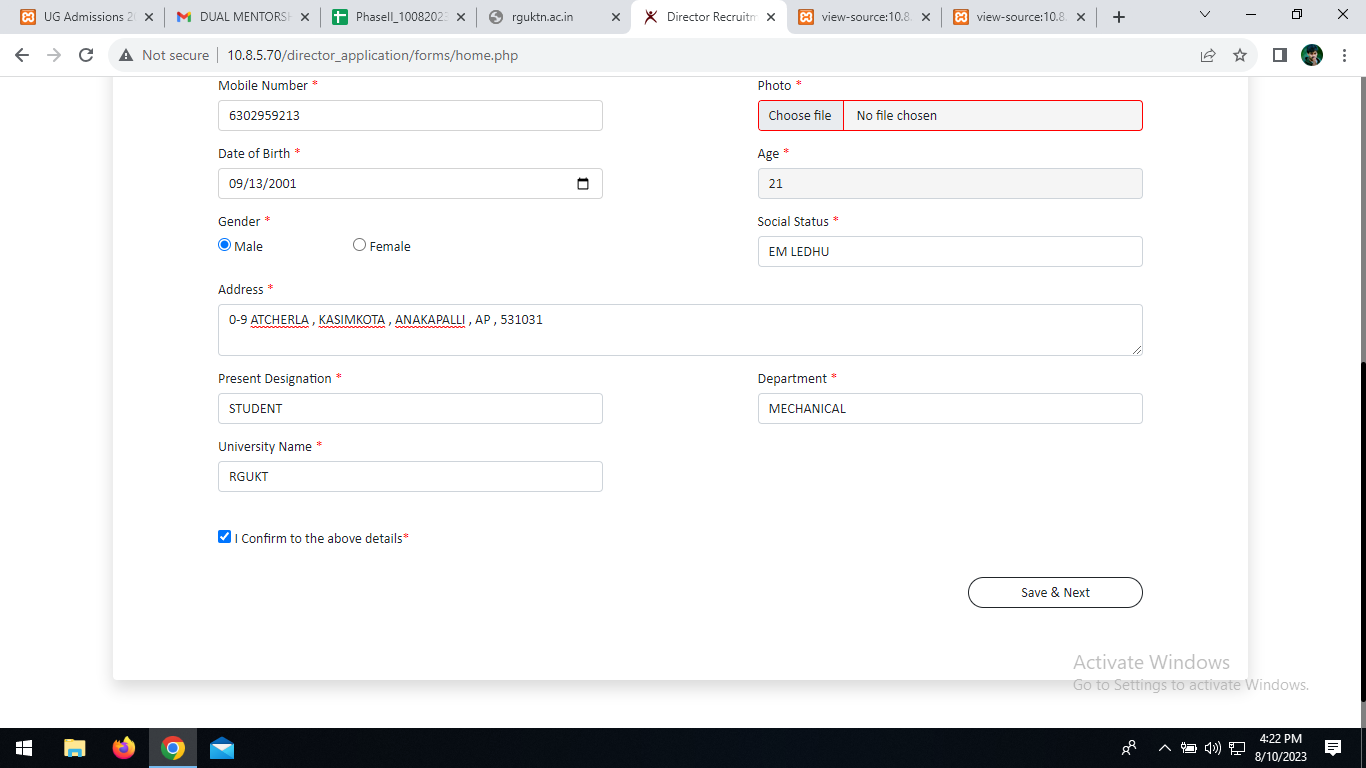 UG Admissions 2
DUAL MENTORSH
PhaseII_10082023
rguktn.ac.in
Director Recruitm
view-source:10.8.
view-source:10.8.
Not secure
10.8.5.70/director_application/forms/home.php
Mobile Number *
Photo *
6302959213
Choose file No file chosen
Date of Birth *
Age *
09/13/2001
21
Gender *
Social Status *
Male
Female
EM LEDHU
Address *
0-9 ATCHERLA , KASIMKOTA , ANAKAPALLI , AP , 531031
Present Designation *
Department *
STUDENT
MECHANICAL
University Name *
RGUKT
I Confirm to the above details*
Save & Next
Activate Windows
Go to Settings to activate Windows.
4:22 PM
8/10/2023